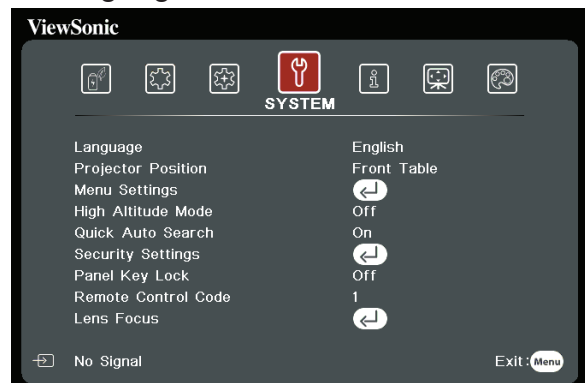 ViewSonic
SYSTEM
Language English
Projector Position Front Table
Menu Settings
High Altitude Mode Off
Quick Auto Search On
Security Settings
Panel Key Lock Off
Remote Control Code 1
Lens Focus
No Signal Exit: Menu